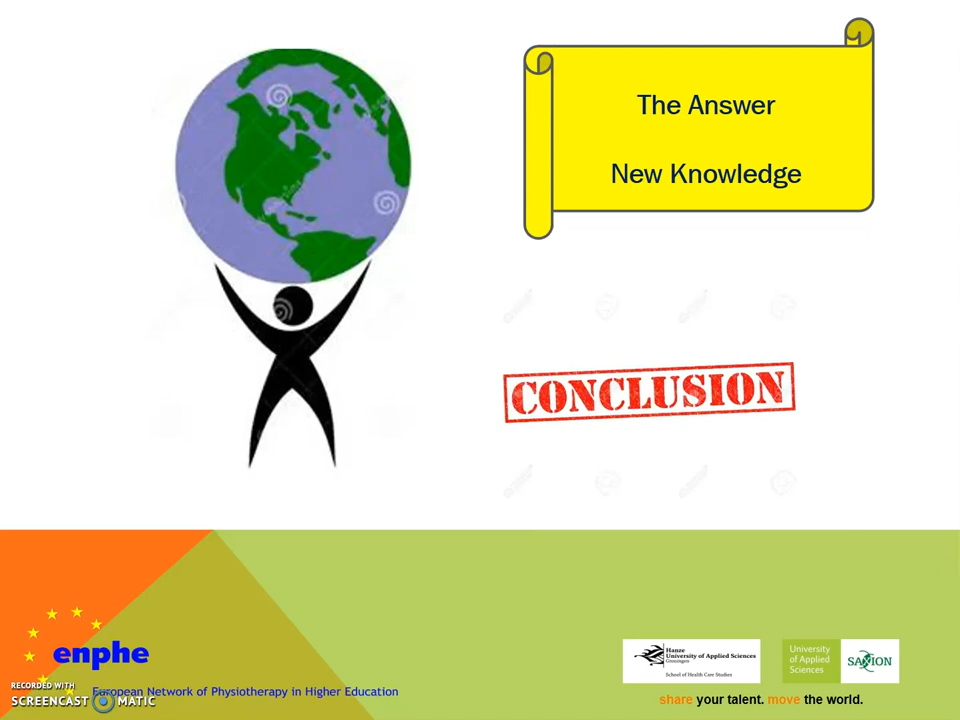 The Answer
New Knowledge
CONCLUSION
enphe
European Network of Physiotherapy in Higher Education
RECORDED WITH
SCREENCAST MATIC
Hanze
University of Applied Sciences
Groningen
School of Health Care Studies
University
of Applied
Sciences
SAXION
share your talent. move the world.